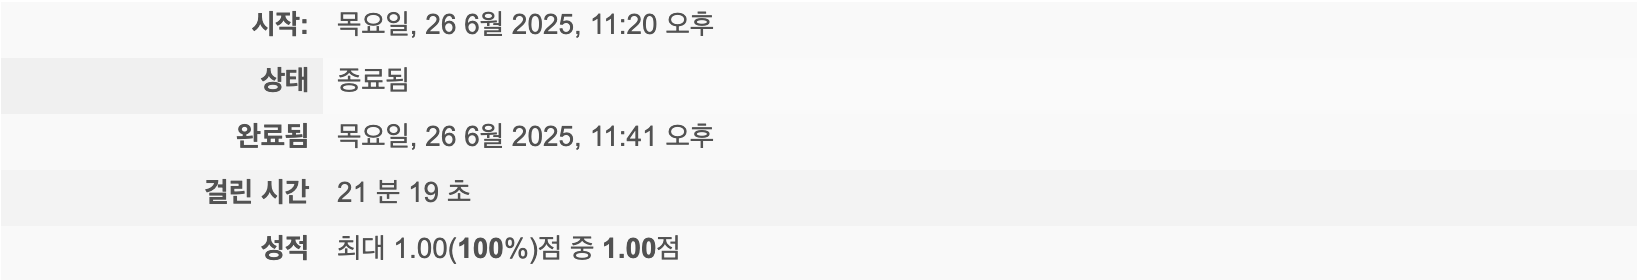 시작: 목요일, 26 6월 2025, 11:20 오후
상태 종료됨
완료됨 목요일, 26 6월 2025, 11:41 오후
걸린 시간 21 분 19 초
성적 최대 1.00(100%)점 중 1.00점